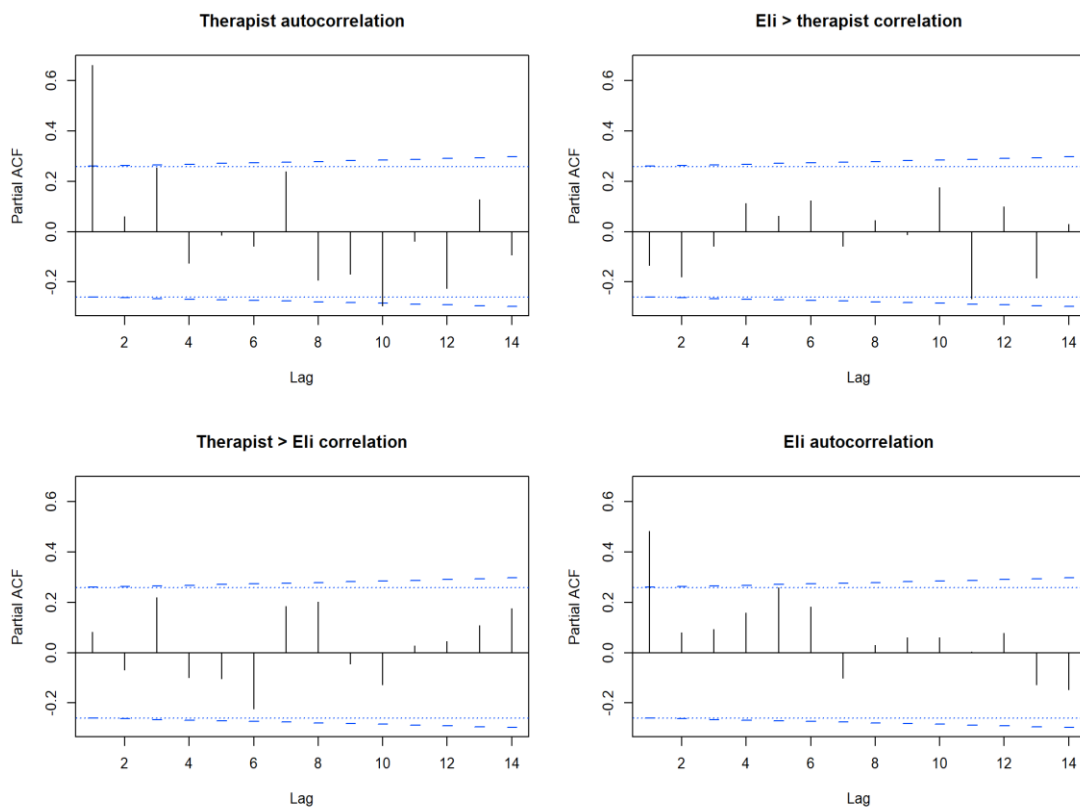 Therapist autocorrelation
Partial ACF
0.6
0.4
0.2
0.0
-0.2
2 4 6 8 10 12 14
Lag
Eli > therapist correlation
Partial ACF
0.6
0.4
0.2
0.0
-0.2
2 4 6 8 10 12 14
Lag
Therapist > Eli correlation
Partial ACF
0.6
0.4
0.2
0.0
-0.2
2 4 6 8 10 12 14
Lag
Eli autocorrelation
Partial ACF
0.6
0.4
0.2
0.0
-0.2
2 4 6 8 10 12 14
Lag